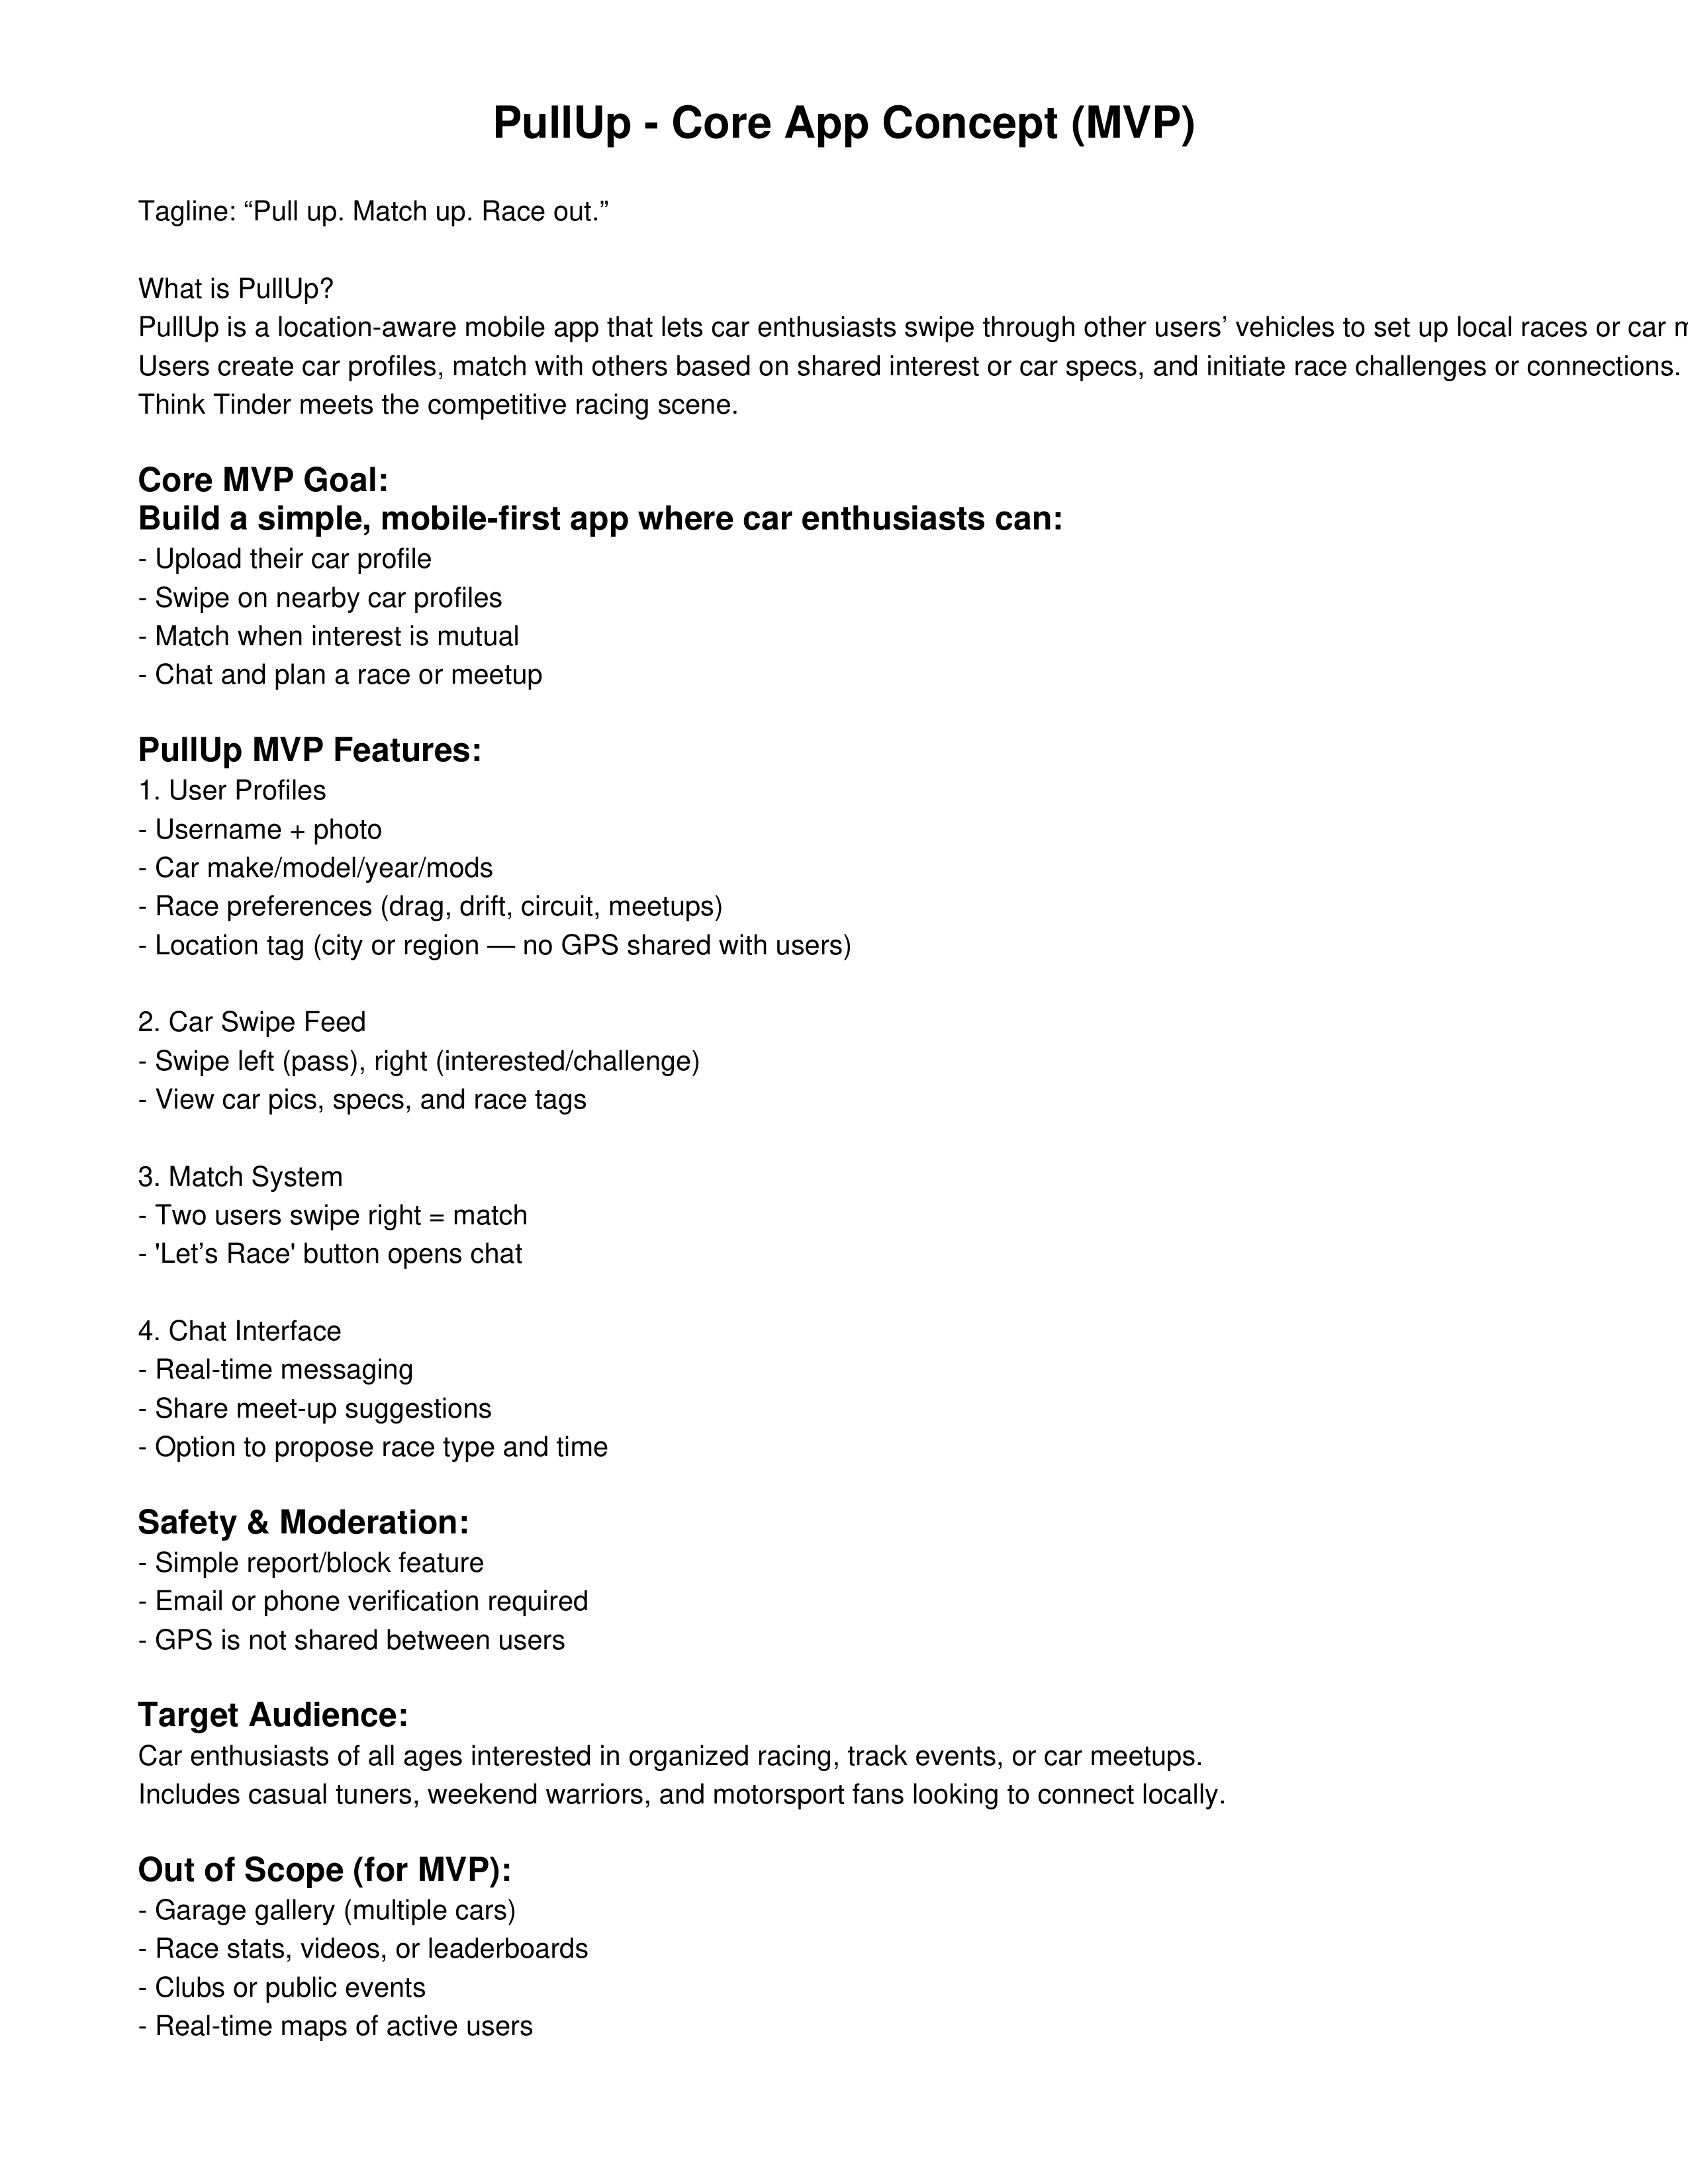 PullUp - Core App Concept (MVP)
Tagline: “Pull up. Match up. Race out.”
What is PullUp?
PullUp is a location-aware mobile app that lets car enthusiasts swipe through other users’ vehicles to set up local races or car
Users create car profiles, match with others based on shared interest or car specs, and initiate race challenges or connections.
Think Tinder meets the competitive racing scene.
Core MVP Goal:
Build a simple, mobile-first app where car enthusiasts can:
- Upload their car profile
- Swipe on nearby car profiles
- Match when interest is mutual
- Chat and plan a race or meetup
PullUp MVP Features:
1. User Profiles
- Username + photo
- Car make/model/year/mods
- Race preferences (drag, drift, circuit, meetups)
- Location tag (city or region — no GPS shared with users)
2. Car Swipe Feed
- Swipe left (pass), right (interested/challenge)
- View car pics, specs, and race tags
3. Match System
- Two users swipe right = match
- 'Let’s Race' button opens chat
4. Chat Interface
- Real-time messaging
- Share meet-up suggestions
- Option to propose race type and time
Safety & Moderation:
- Simple report/block feature
- Email or phone verification required
- GPS is not shared between users
Target Audience:
Car enthusiasts of all ages interested in organized racing, track events, or car meetups.
Includes casual tuners, weekend warriors, and motorsport fans looking to connect locally.
Out of Scope (for MVP):
- Garage gallery (multiple cars)
- Race stats, videos, or leaderboards
- Clubs or public events
- Real-time maps of active users